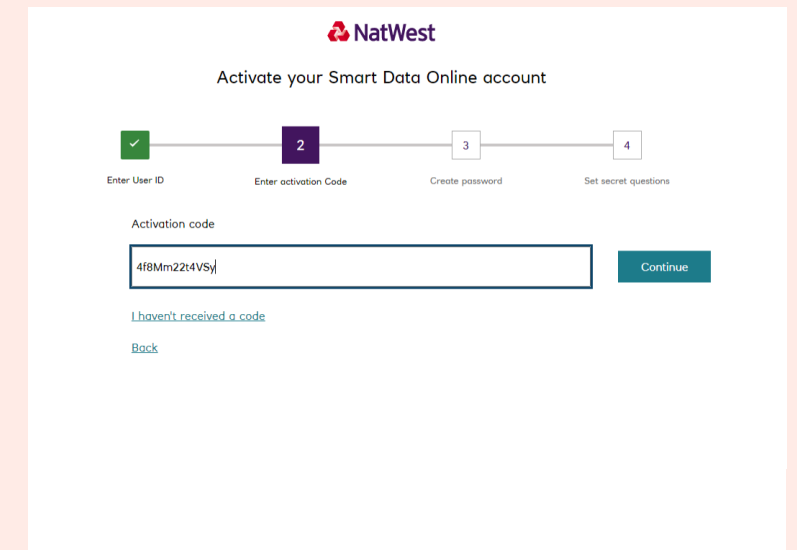 NatWest
Activate your Smart Data Online account
2
3
4
Enter User ID
Enter activation Code
Create password
Set secret questions
Activation code
4f8Mm22t4VSy
Continue
I haven't received a code
Back